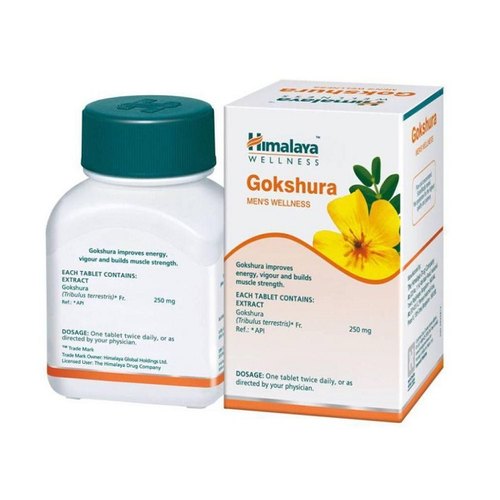 Gokshura improves energy,
vigour and builds
muscle strength.
EACH TABLET CONTAINS:
EXTRACT
Gokshura
(Tribulus terrestris)* Fr. 250 mg
Ref.: * API
DOSAGE: One tablet twice daily, or as
directed by your physician.
™ Trade Mark
Trade Mark Owner: Himalaya Global Holdings Ltd.
Licensed User: The Himalaya Drug Company
Himalaya
WELLNESS
Gokshura
MEN'S WELLNESS
Himalaya™
WELLNESS
Gokshura
MEN'S WELLNESS
Gokshura improves
energy, vigour and builds
muscle strength.
EACH TABLET CONTAINS:
EXTRACT
Gokshura
(Tribulus terrestris)* Fr. 250 mg
Ref.: * API
DOSAGE: One tablet twice daily, or as
directed by your physician.